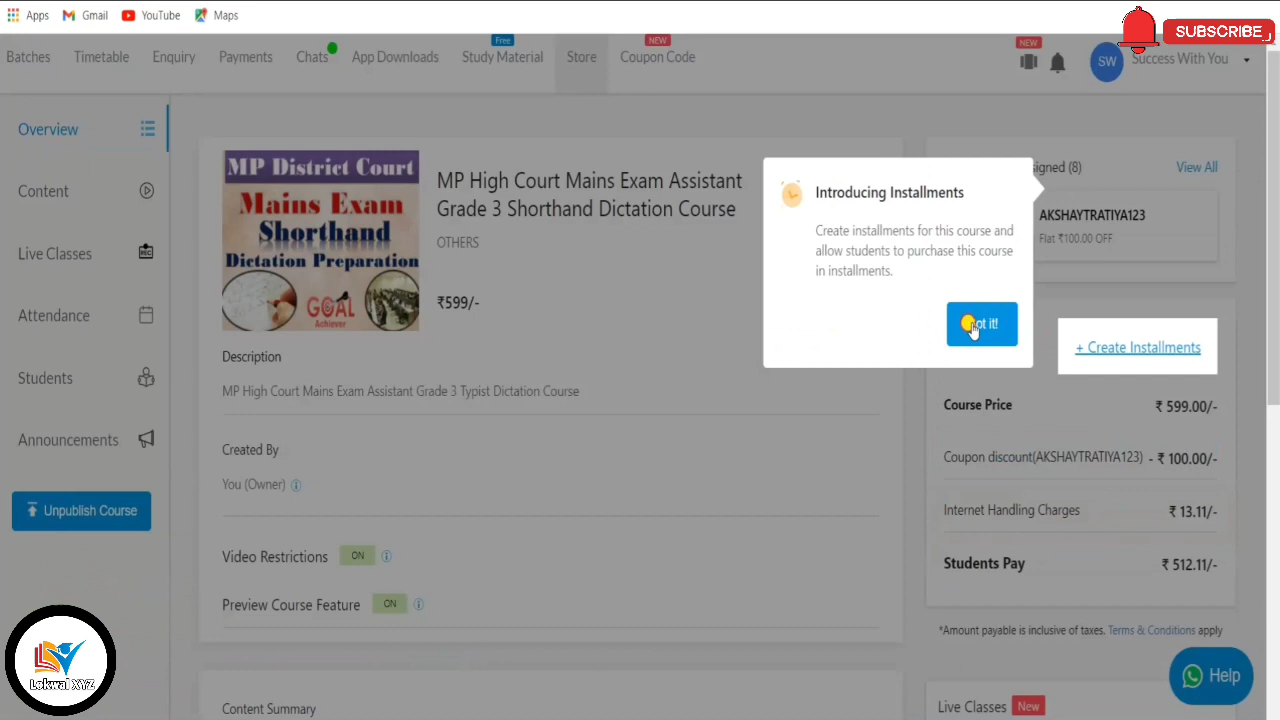 Apps Gmail YouTube Maps
SUBSCRIBE
Free
NEW
NEW
Batches Timetable Enquiry Payments Chats App Downloads Study Material Store Coupon Code
SW Success With You
Overview
Content
Live Classes
REC
Attendance
Students
Announcements
Unpublish Course
MP District Court
Mains Exam
Shorthand
Dictation Preparation
GOAL
Achiever
MP High Court Mains Exam Assistant
Grade 3 Shorthand Dictation Course
OTHERS
₹599/-
Description
MP High Court Mains Exam Assistant Grade 3 Typist Dictation Course
Created By
You (Owner)
Video Restrictions ON
Preview Course Feature ON
Content Summary
Introducing Installments
Create installments for this course and
allow students to purchase this course
in installments.
ot it!
signed (8) View All
AKSHAYTRATIYA123
Flat ₹100.00 OFF
+ Create Installments
Course Price ₹ 599.00/-
Coupon discount(AKSHAYTRATIYA123) - ₹ 100.00/-
Internet Handling Charges ₹ 13.11/-
Students Pay ₹ 512.11/-
*Amount payable is inclusive of taxes. Terms & Conditions apply
Help
Live Classes New
Lokwal XYZ